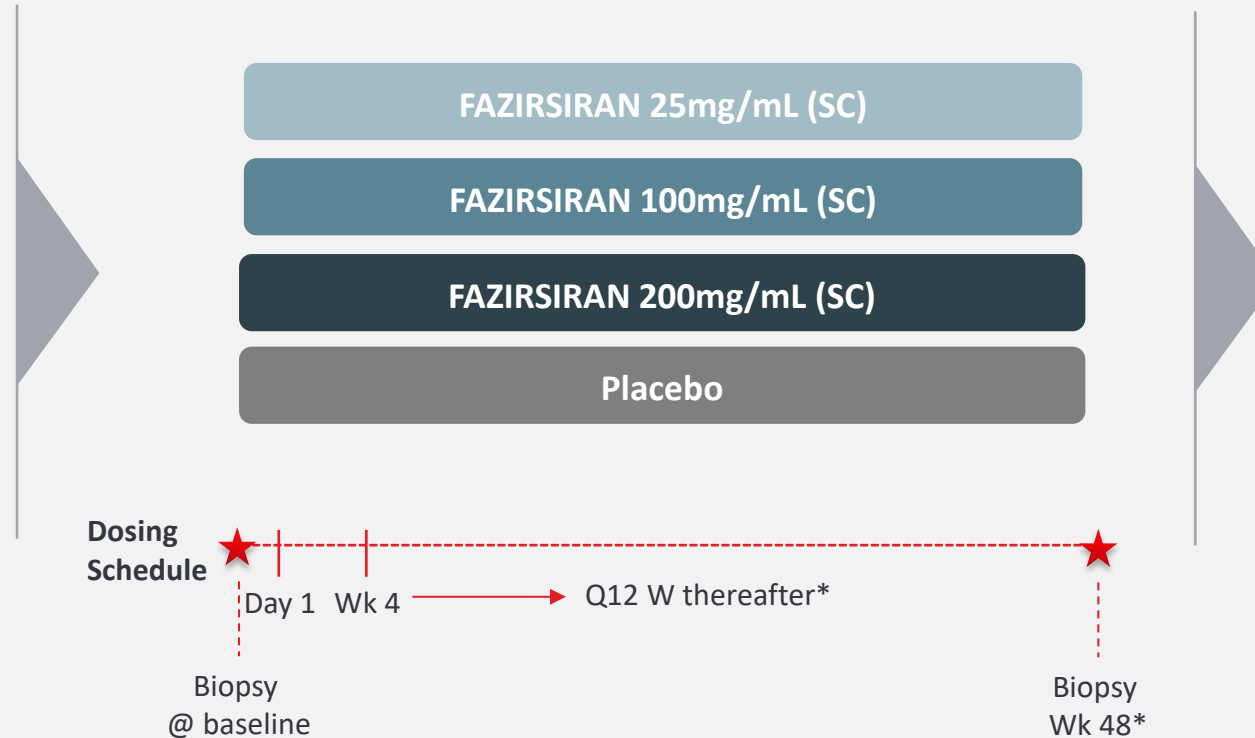 FAZIRSIRAN 25mg/mL (SC)
FAZIRSIRAN 100mg/mL (SC)
FAZIRSIRAN 200mg/mL (SC)
Placebo
Dosing
Schedule
Day 1 Wk 4 Q12 W thereafter*
Biopsy
@ baseline
Biopsy
Wk 48*